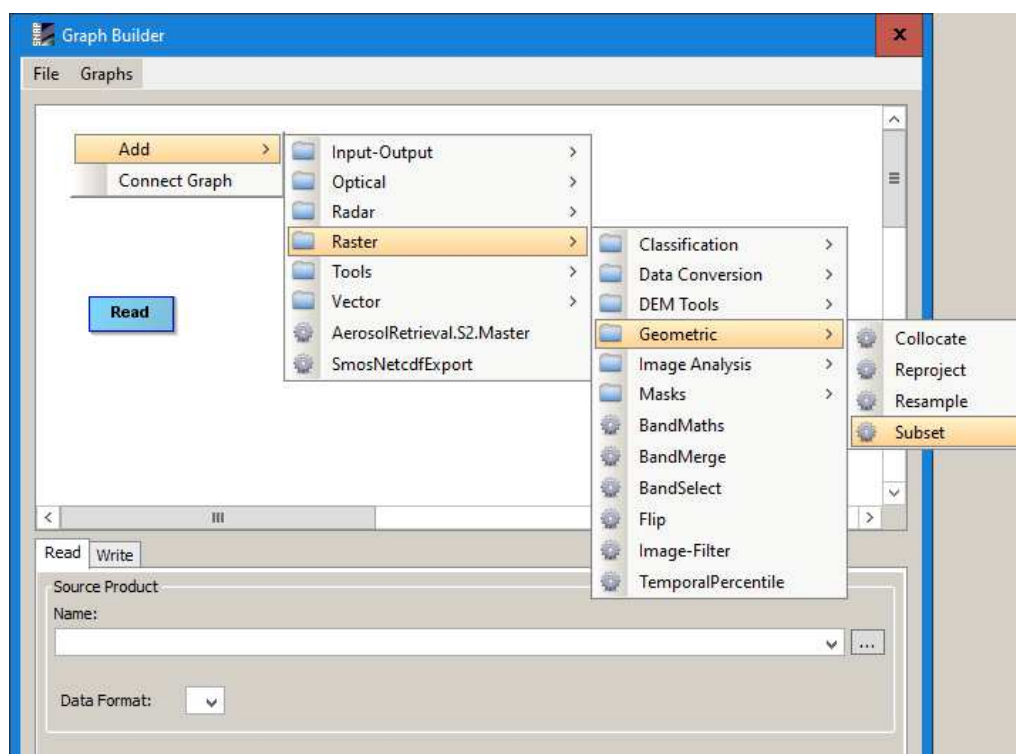 Graph Builder
File Graphs
Add
Connect Graph
Input-Output
Optical
Radar
Raster
Tools
Vector
AerosolRetrieval.S2.Master
SmosNetcdfExport
Classification
Data Conversion
DEM Tools
Geometric
Image Analysis
Masks
BandMaths
BandMerge
BandSelect
Flip
Image-Filter
TemporalPercentile
Collocate
Reproject
Resample
Subset
Read
Read Write
Source Product
Name:
...
Data Format: